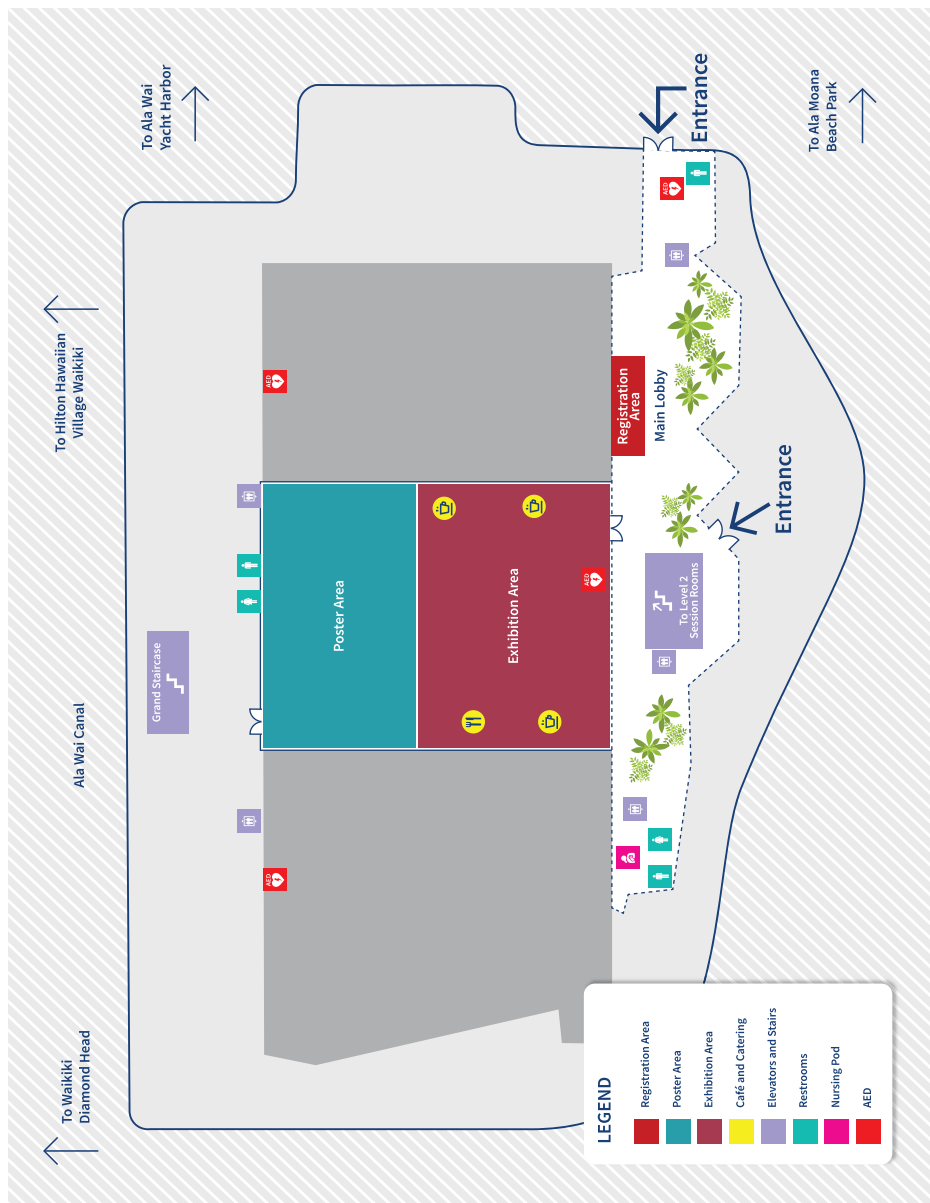 To Waikiki
Diamond Head
To Hilton Hawaiian
Village Waikiki
Ala Wai Canal
To Ala Wai
Yacht Harbor
Grand Staircase
AED
AED
Poster Area
Exhibition Area
AED
Registration
Area
Main Lobby
AED
To Level 2
Session Rooms
Entrance
Entrance
To Ala Moana
Beach Park
LEGEND
Registration Area
Poster Area
Exhibition Area
Café and Catering
Elevators and Stairs
Restrooms
Nursing Pod
AED